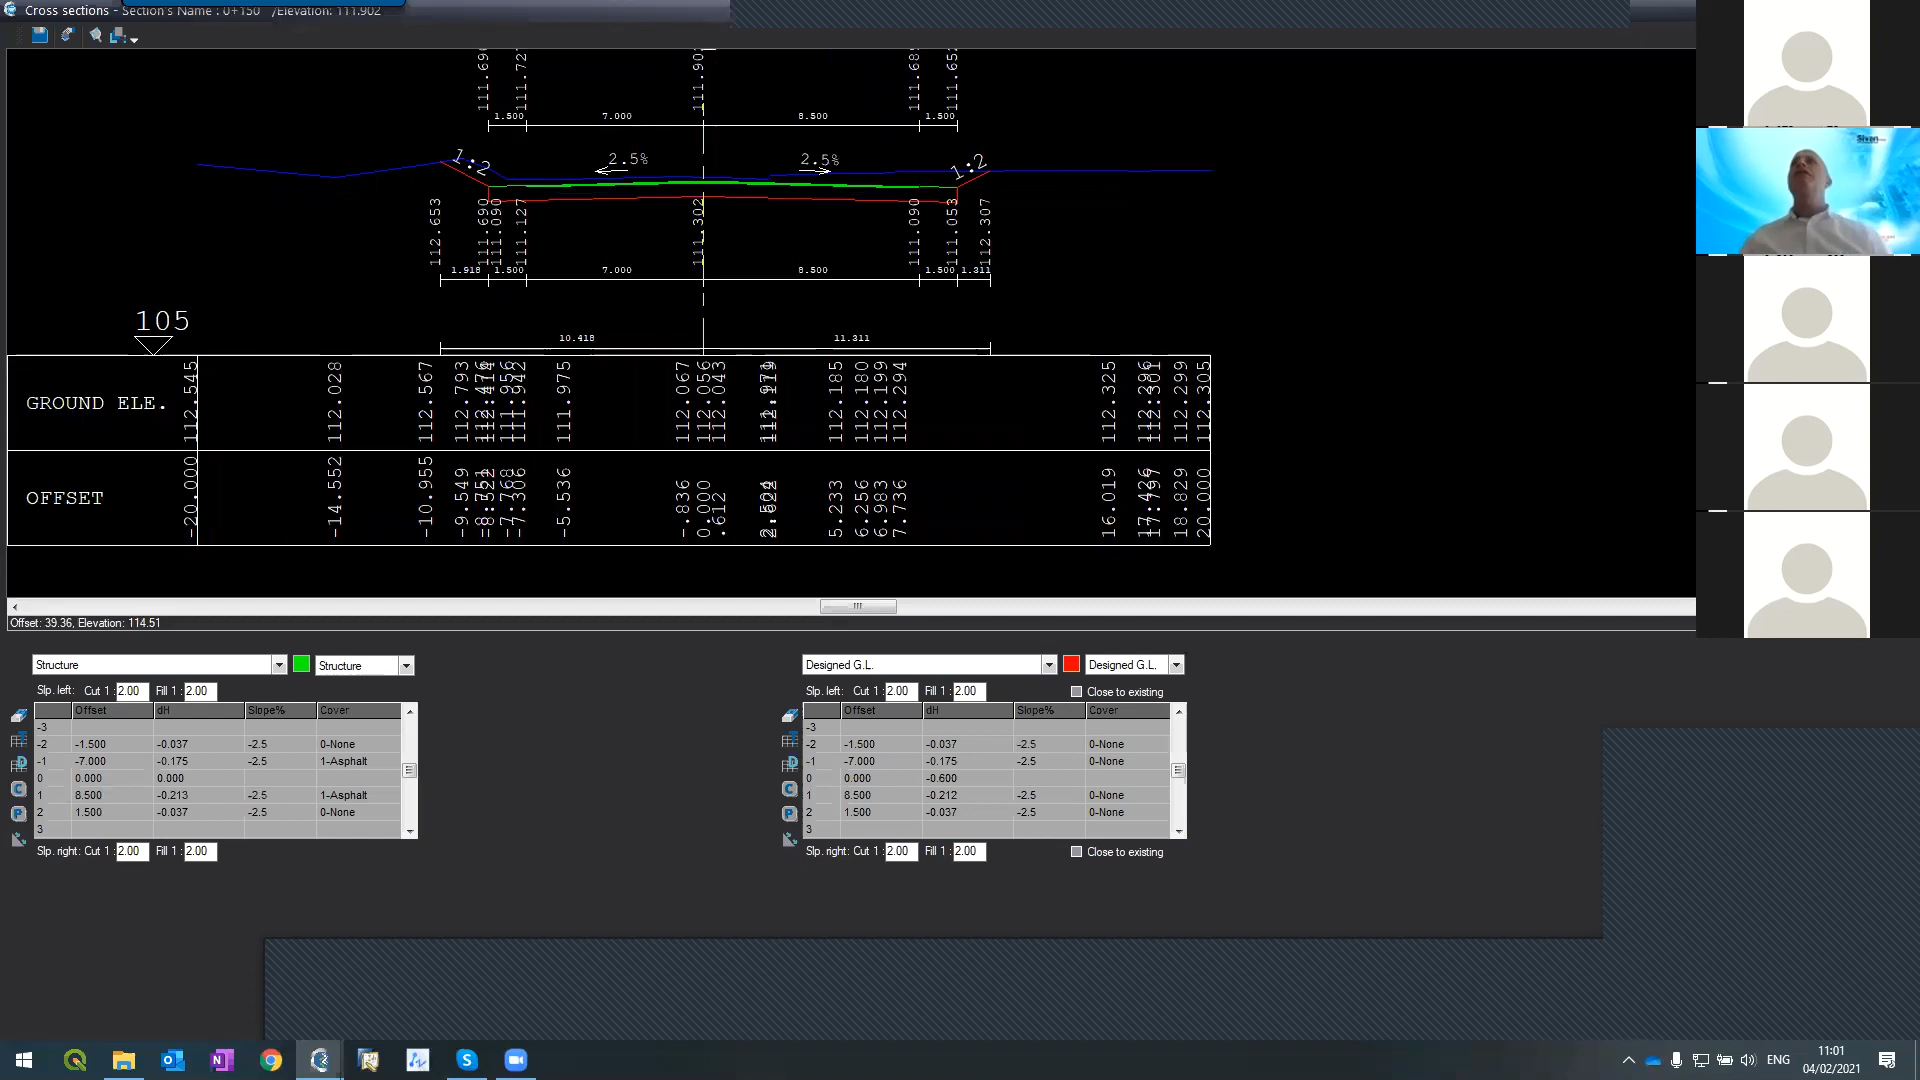 Cross sections - Section's Name : 0+150 /Elevation: 111.902
1.500 7.000 8.500 1.500
1:2 2.5% 2.5% 1:2
112.653 111.690 111.090 111.127 111.302 111.090 111.053 112.307
1.918 1.500 7.000 8.500 1.500 1.311
105
10.418 11.311
GROUND ELE. 112.545 112.028 112.567 112.793 111.942 111.975 112.067 112.056 112.043 112.185 112.180 112.199 112.294 112.325 112.301 112.299 112.305
OFFSET -20.000 -14.552 -10.955 -9.549 -7.768 -7.306 -5.536 -.836 0.000 .612 5.233 6.256 6.983 7.736 16.019 17.797 18.829 20.000
Offset: 39.36, Elevation: 114.51
Structure Structure
Slp. left: Cut 1 : 2.00 Fill 1 : 2.00
Offset dH Slope% Cover
-3
-2 -1.500 -0.037 -2.5 0-None
-1 -7.000 -0.175 -2.5 1-Asphalt
0 0.000 0.000
1 8.500 -0.213 -2.5 1-Asphalt
2 1.500 -0.037 -2.5 0-None
3
Slp. right: Cut 1 : 2.00 Fill 1 : 2.00
Designed G.L. Designed G.L.
Slp. left: Cut 1 : 2.00 Fill 1 : 2.00 Close to existing
Offset dH Slope% Cover
-3
-2 -1.500 -0.037 -2.5 0-None
-1 -7.000 -0.175 -2.5 0-None
0 0.000 -0.600
1 8.500 -0.212 -2.5 0-None
2 1.500 -0.037 -2.5 0-None
3
Slp. right: Cut 1 : 2.00 Fill 1 : 2.00 Close to existing
ENG
11:01
04/02/2021